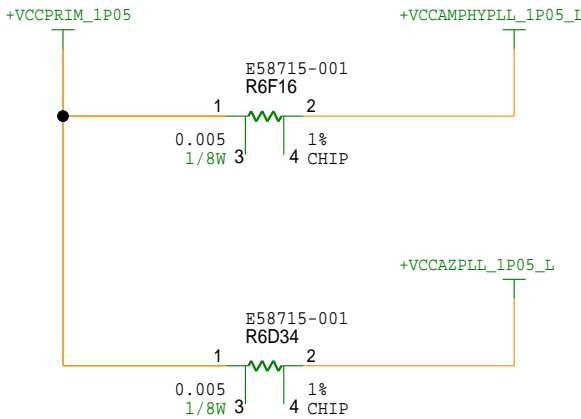 +VCCPRIM_1P05
+VCCAMPHYPLL_1P05_L
E58715-001
R6F16
1
2
0.005
1%
1/8W
3
4
CHIP
+VCCAZPLL_1P05_L
E58715-001
R6D34
1
2
0.005
1%
1/8W
3
4
CHIP